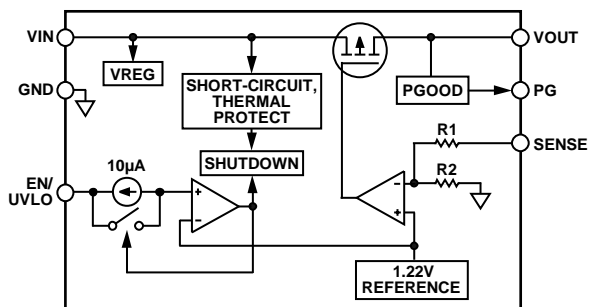 VIN
VOUT
VREG
GND
SHORT-CIRCUIT,
THERMAL
PROTECT
PGOOD
PG
R1
SENSE
SHUTDOWN
10µA
R2
EN/
UVLO
+
–
–
+
1.22V
REFERENCE